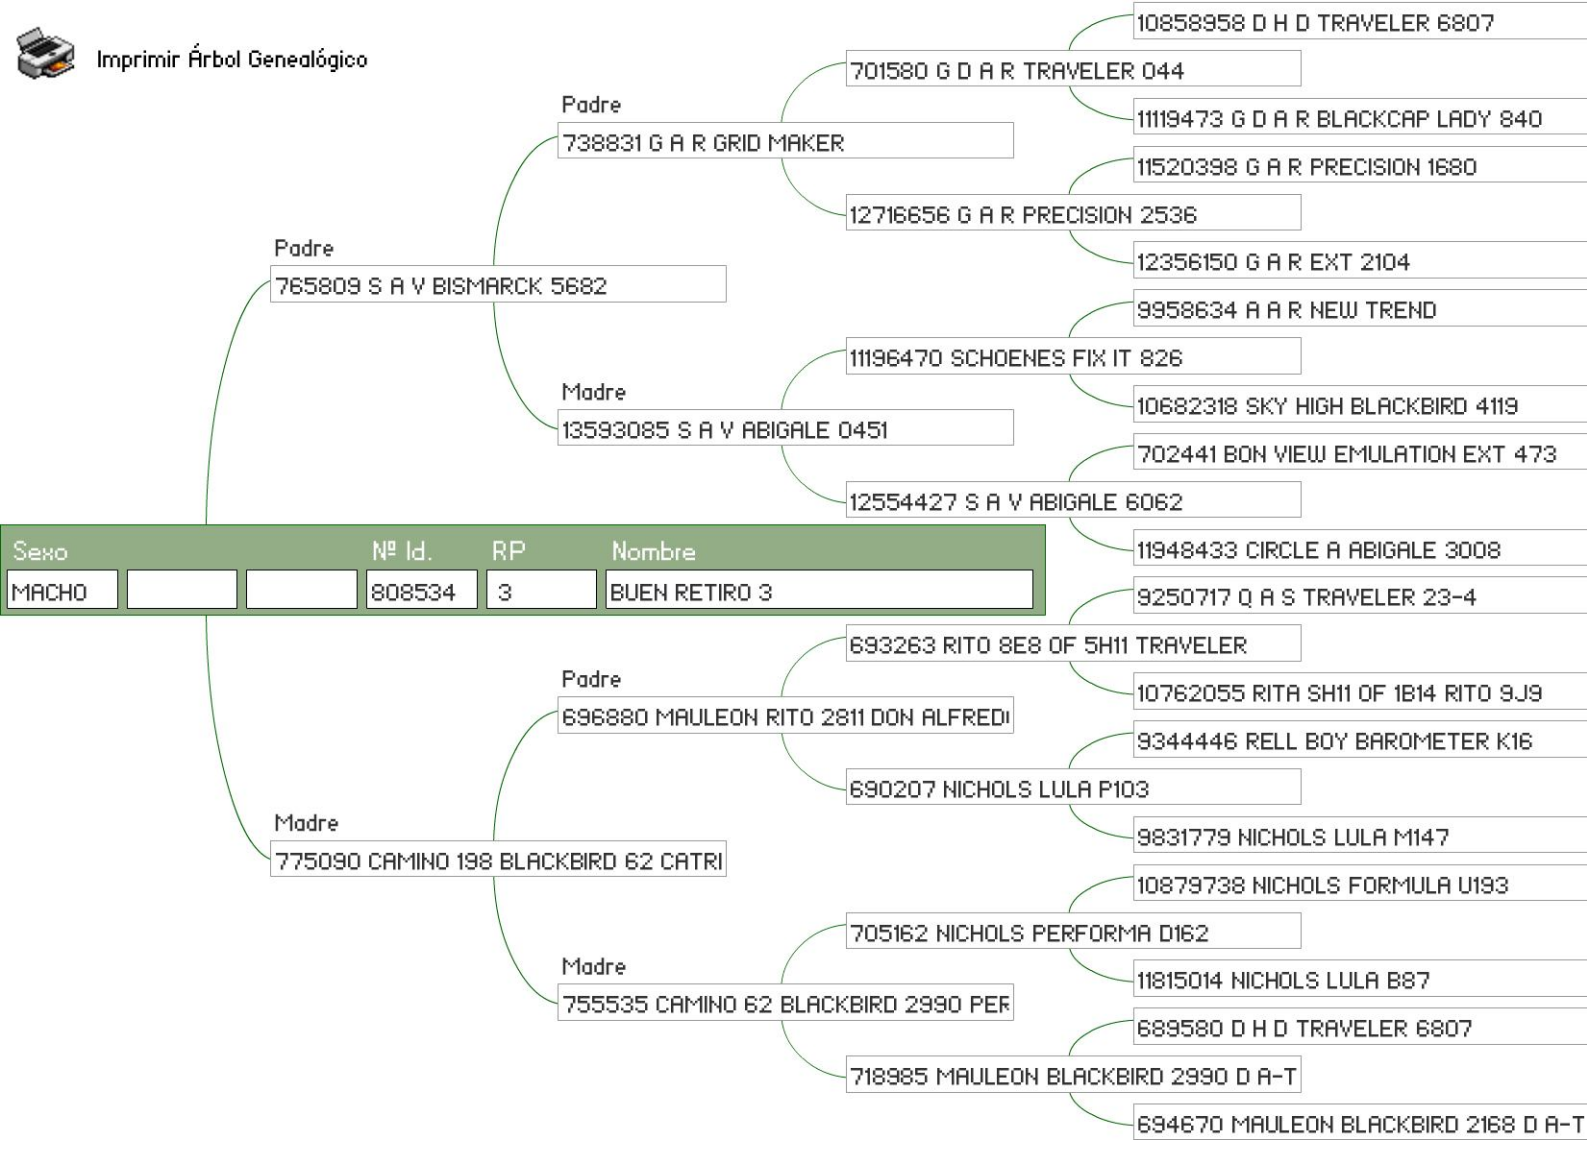 10858958 D H D TRAVELER 6807
Imprimir Árbol Genealógico
701580 G D A R TRAVELER 044
Padre
11119473 G D A R BLACKCAP LADY 840
738831 G A R GRID MAKER
11520398 G A R PRECISION 1680
12716656 G A R PRECISION 2536
Padre
12356150 G A R EXT 2104
765809 S A V BISMARCK 5682
9958634 A A R NEW TREND
11196470 SCHOENES FIX IT 826
Madre
10682318 SKY HIGH BLACKBIRD 4119
13593085 S A V ABIGALE 0451
702441 BON VIEW EMULATION EXT 473
12554427 S A V ABIGALE 6062
Sexo Nº Id. RP Nombre
11948433 CIRCLE A ABIGALE 3008
MACHO 808534 3 BUEN RETIRO 3
9250717 Q A S TRAVELER 23-4
693263 RITO 8E8 OF 5H11 TRAVELER
Padre
10762055 RITA SH11 OF 1B14 RITO 9J9
696880 MAULEON RITO 2811 DON ALFRED
9344446 RELL BOY BAROMETER K16
690207 NICHOLS LULA P103
Madre
9831779 NICHOLS LULA M147
775090 CAMINO 198 BLACKBIRD 62 CATRI
10879738 NICHOLS FORMULA U193
705162 NICHOLS PERFORMA D162
Madre
11815014 NICHOLS LULA B87
755535 CAMINO 62 BLACKBIRD 2990 PER
689580 D H D TRAVELER 6807
718985 MAULEON BLACKBIRD 2990 D A-T
694670 MAULEON BLACKBIRD 2168 D A-T